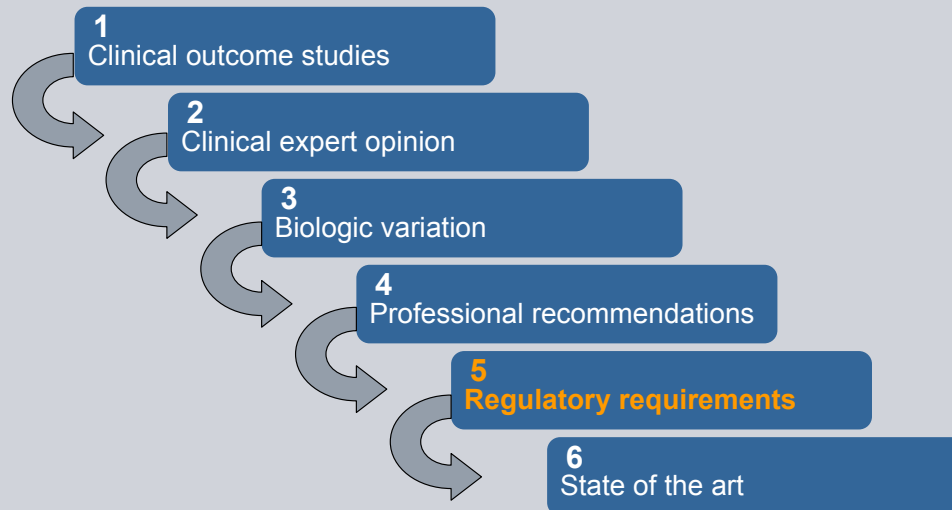 1
Clinical outcome studies
2
Clinical expert opinion
3
Biologic variation
4
Professional recommendations
5
Regulatory requirements
6
State of the art